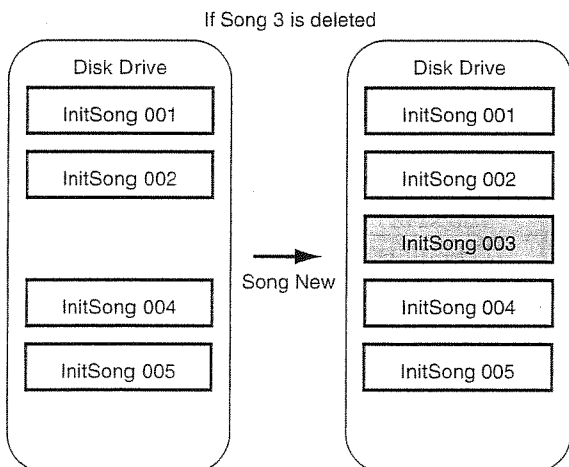 If Song 3 is deleted
Disk Drive
InitSong 001
InitSong 002
InitSong 004
InitSong 005
Song New
Disk Drive
InitSong 001
InitSong 002
InitSong 003
InitSong 004
InitSong 005